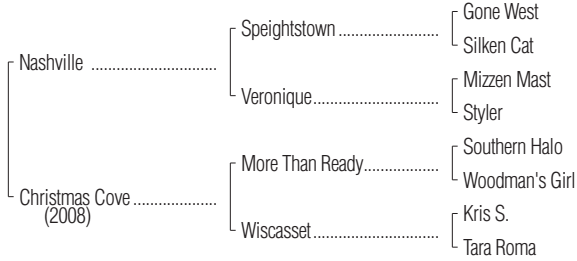 Gone West
Speightstown ....................
Silken Cat
Nashville .........................
Mizzen Mast
Veronique.........................
Styler
Southern Halo
More Than Ready...............
Woodman's Girl
Christmas Cove .................
(2008)
Kris S.
Wiscasset.........................
Tara Roma